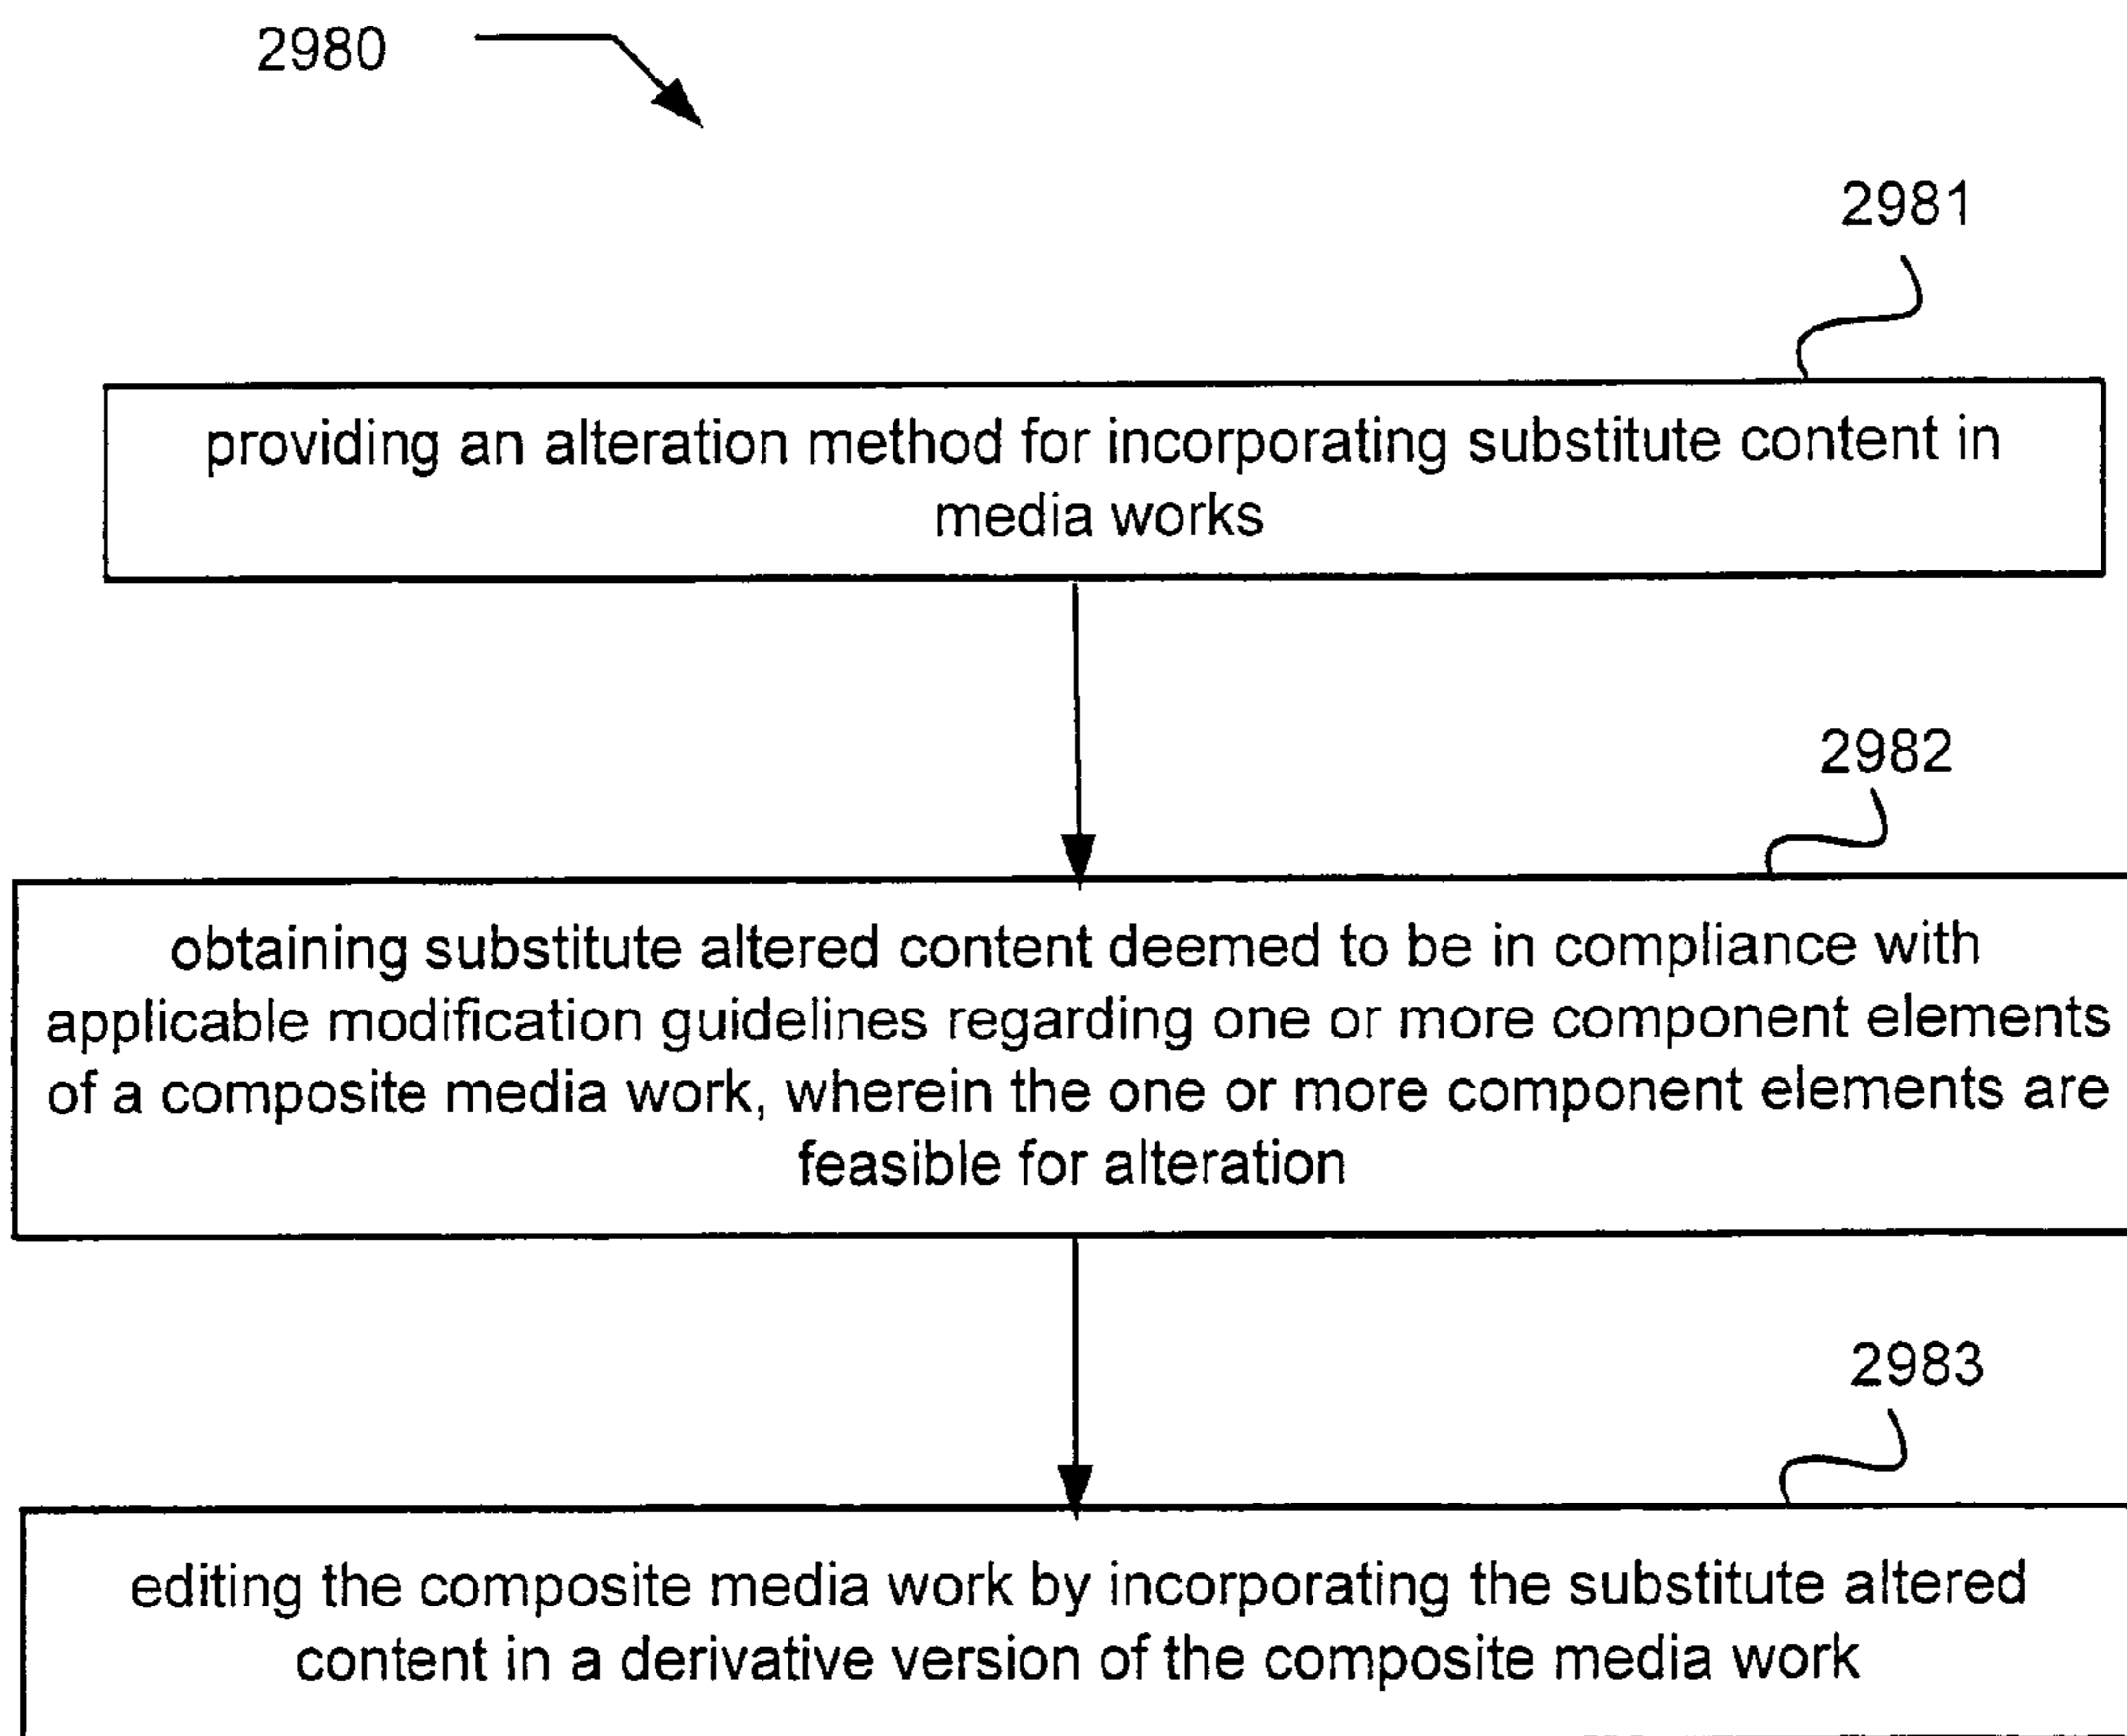 2980
2981
providing an alteration method for incorporating substitute content in
media works
2982
obtaining substitute altered content deemed to be in compliance with
applicable modification guidelines regarding one or more component elements
of a composite media work, wherein the one or more component elements are
feasible for alteration
2983
editing the composite media work by incorporating the substitute altered
content in a derivative version of the composite media work